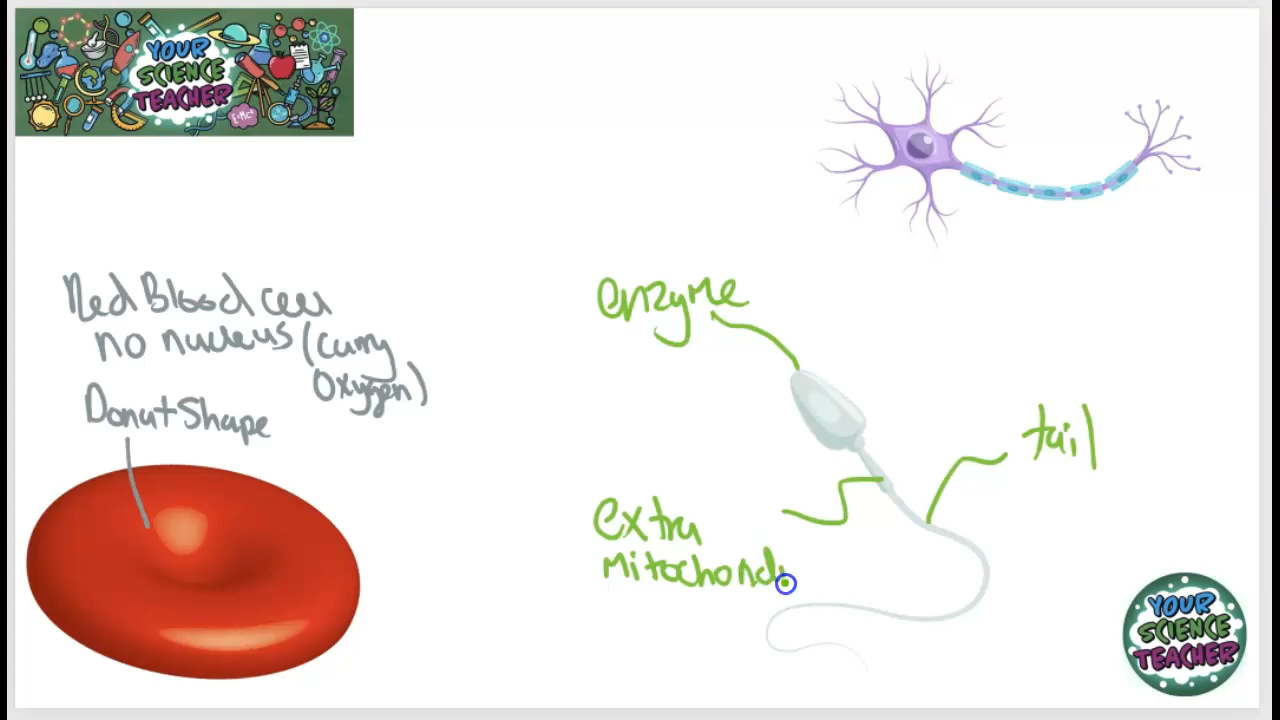 YOUR
SCIENCE
TEACHER
E=MC²
Red Blood cell
no nucleus (carry
Oxygen)
Donut Shape
enzyme
tail
extra
mitochond
YOUR
SCIENCE
TEACHER